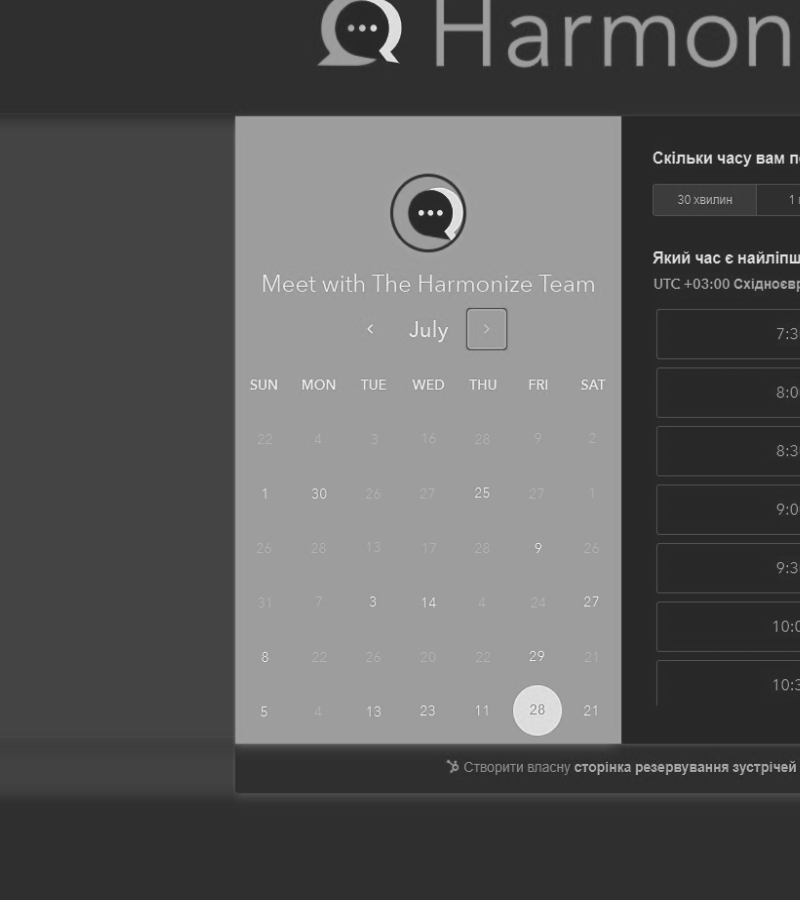 Harmon
Meet with The Harmonize Team
July
SUN MON TUE WED THU FRI SAT
22 4 3 16 28 9 2
1 30 26 27 25 27 1
26 28 13 17 28 9 26
31 7 3 14 4 24 27
8 22 26 20 22 29 21
5 4 13 23 11 28 21
Скільки часу вам
30 хвилин 1
Який час є найліпш
UTC +03:00 Східноєвр
7:3
8:0
8:3
9:0
9:3
10:0
10:3
Створити власну сторінка резервування зустрічей